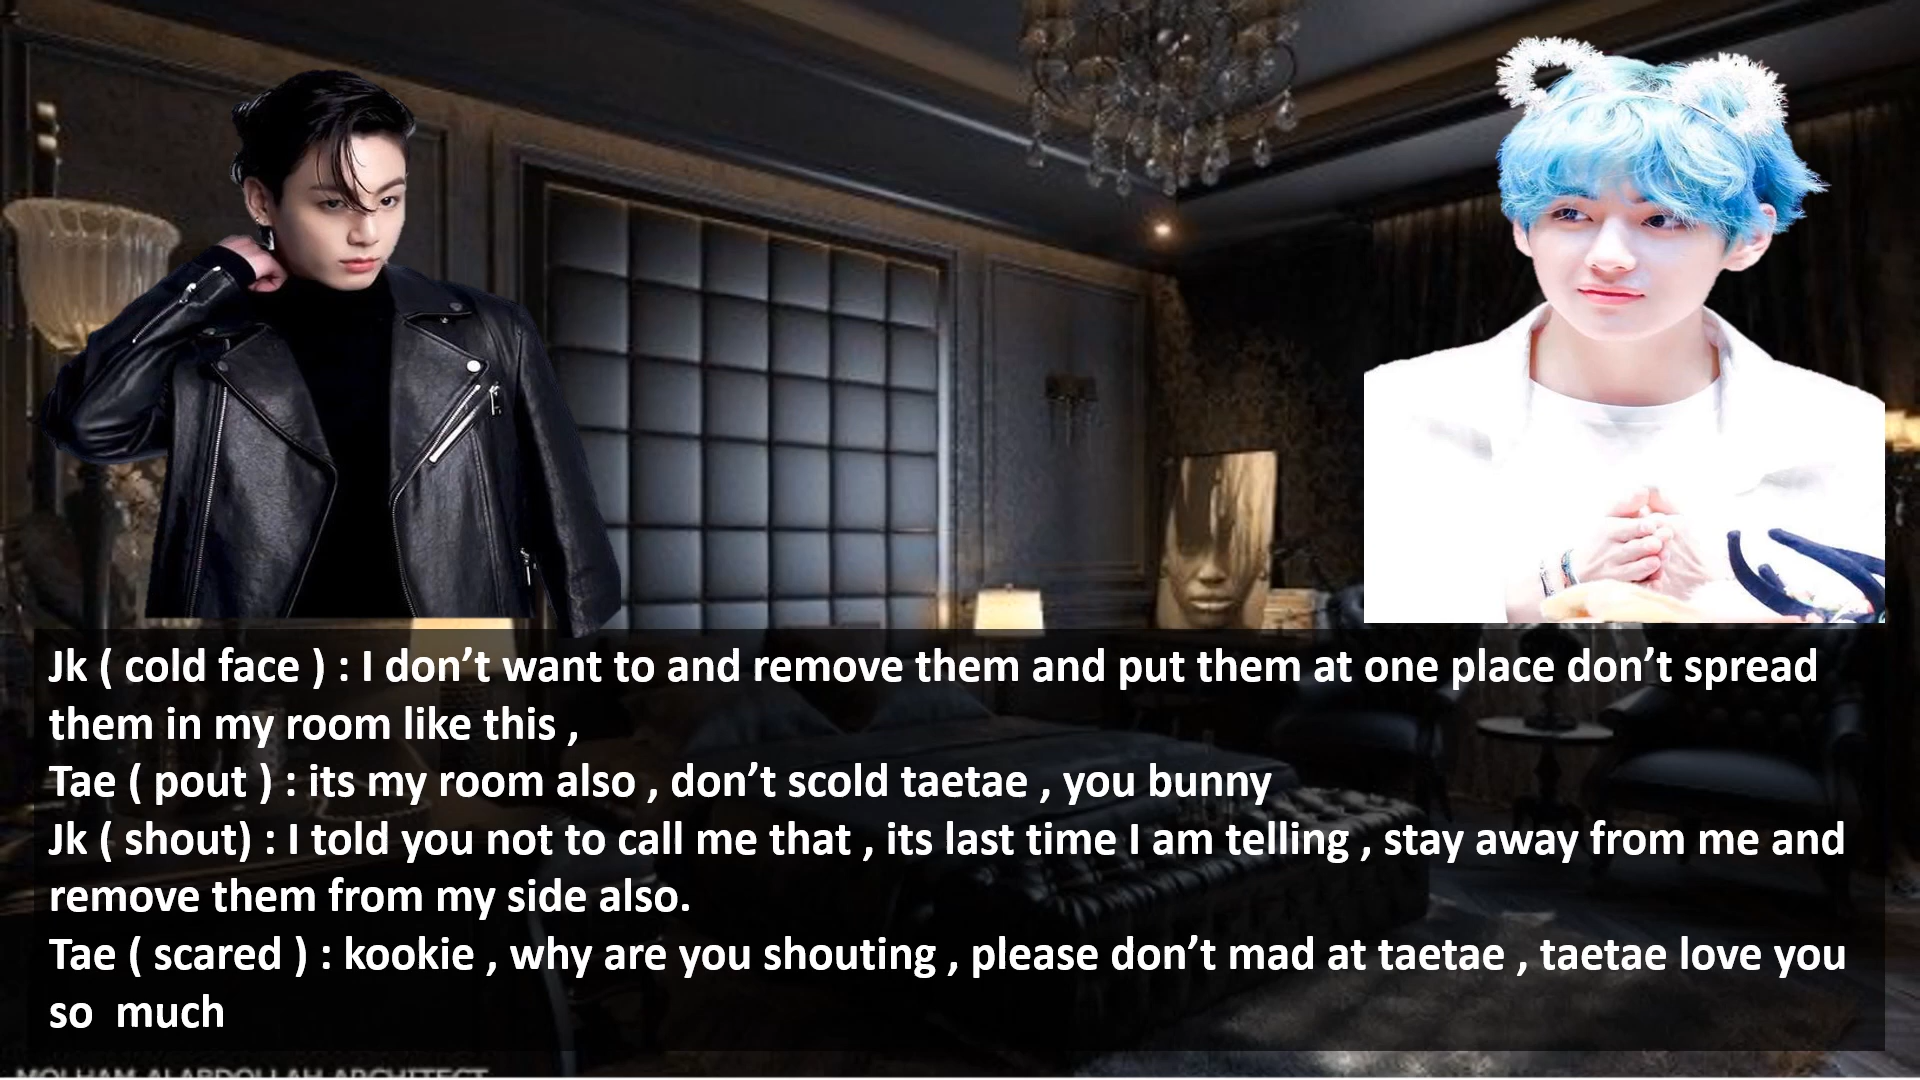 Jk ( cold face ) : I don’t want to and remove them and put them at one place don’t spread
them in my room like this ,
Tae ( pout ) : its my room also , don’t scold taetae , you bunny
Jk ( shout) : I told you not to call me that , its last time I am telling , stay away from me and
remove them from my side also.
Tae ( scared ) : kookie , why are you shouting , please don’t mad at taetae , taetae love you
so  much
MOLHAM ALABDOLLAH ARCHITECT